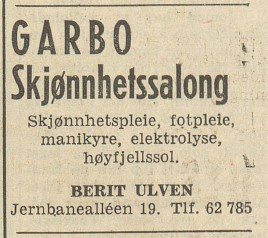 GARBO
Skjønnhetssalong
Skjønnhetspleie, fotpleie,
manikyre, elektrolyse,
høyfjellssol.
BERIT ULVEN
Jernbanealléen 19. Tlf. 62 785